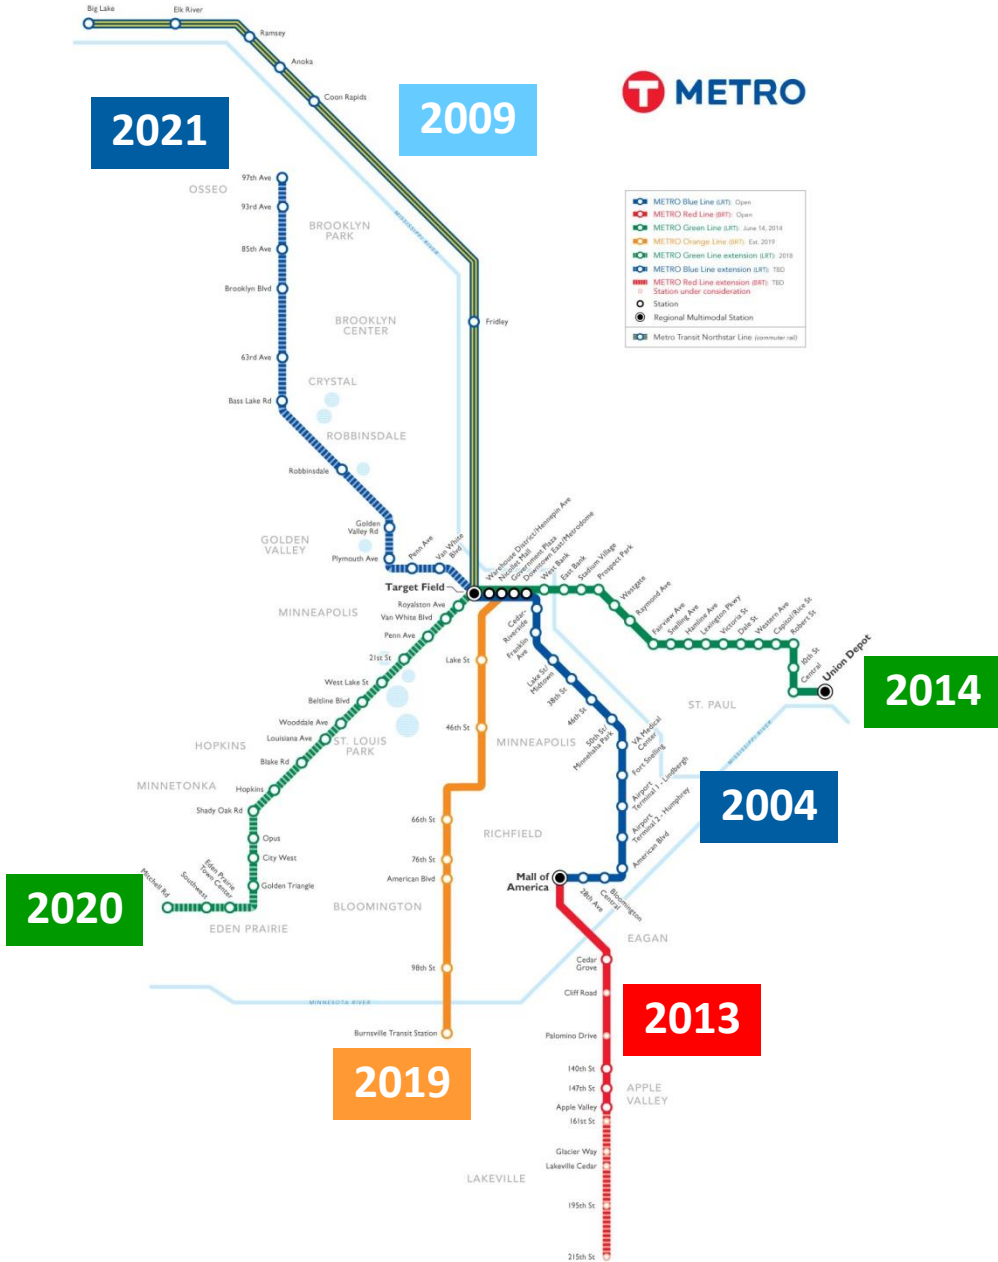 Big Lake
Elk River
Ramsey
Anoka
Coon Rapids
2009
T METRO
2021
97th Ave
OSSEO
93rd Ave
BROOKLYN
PARK
85th Ave
MISSISSIPPI RIVER
Brooklyn Blvd
BROOKLYN
CENTER
Fridley
63rd Ave
CRYSTAL
Bass Lake Rd
ROBBINSDALE
Robbinsdale
METRO Blue Line (LRT): Open
METRO Red Line (BRT): Open
METRO Green Line (LRT): June 14, 2014
METRO Orange Line (BRT): Est. 2019
METRO Green Line extension (LRT): 2018
METRO Blue Line extension (LRT): TBD
METRO Red Line extension (BRT): TBD
Station under consideration
Station
Regional Multimodal Station
Metro Transit Northstar Line (commuter rail)
Golden
Valley Rd
GOLDEN
VALLEY
Plymouth Ave
Penn Ave
Van White
Blvd
Target Field
Warehouse District/Hennepin Ave
Nicollet Mall
Government Plaza
Downtown East/Metrodome
West Bank
East Bank
Stadium Village
Prospect Park
Westgate
Raymond Ave
Fairview Ave
Snelling Ave
Hamline Ave
Lexington Pkwy
Victoria St
Dale St
Western Ave
Capitol/Rice St
Robert St
10th St
Central
Union Depot
2014
ST. PAUL
MISSISSIPPI RIVER
MINNEAPOLIS
Royalston Ave
Van White Blvd
Penn Ave
21st St
West Lake St
Beltline Blvd
Wooddale Ave
Louisiana Ave
ST. LOUIS
PARK
HOPKINS
Blake Rd
MINNETONKA
Hopkins
Shady Oak Rd
Opus
City West
Golden Triangle
Eden Prairie
Town Center
Southwest
Mitchell Rd
2020
EDEN PRAIRIE
Lake St
46th St
66th St
76th St
American Blvd
BLOOMINGTON
98th St
MINNESOTA RIVER
Burnsville Transit Station
2019
Cedar-
Riverside
Franklin
Ave
Lake St/
Midtown
38th St
46th St
50th St/
Minnehaha Park
MINNEAPOLIS
VA Medical
Center
Fort Snelling
Airport
Terminal 1 - Lindbergh
Airport
Terminal 2 - Humphrey
2004
RICHFIELD
American Blvd
Bloomington
Central
28th Ave
Mall of
America
EAGAN
Cedar
Grove
Cliff Road
2013
Palomino Drive
140th St
147th St
APPLE
VALLEY
Apple Valley
161st St
Glacier Way
Lakeville Cedar
LAKEVILLE
195th St
215th St